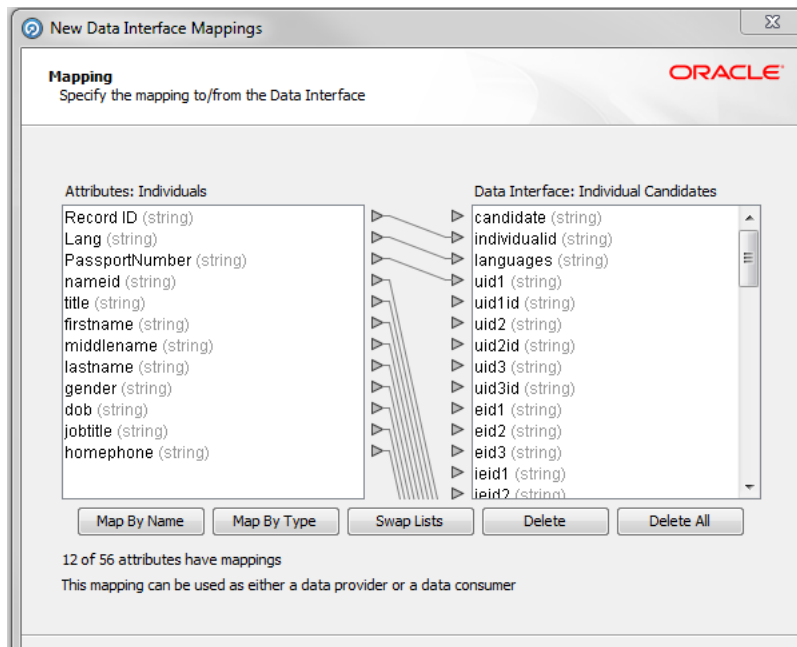 New Data Interface Mappings
Mapping
ORACLE
Specify the mapping to/from the Data Interface
Attributes: Individuals
Record ID (string)
Lang (string)
PassportNumber (string)
nameid (string)
title (string)
firstname (string)
middlename (string)
lastname (string)
gender (string)
dob (string)
jobtitle (string)
homephone (string)
Data Interface: Individual Candidates
candidate (string)
individualid (string)
languages (string)
uid1 (string)
uid1id (string)
uid2 (string)
uid2id (string)
uid3 (string)
uid3id (string)
eid1 (string)
eid2 (string)
eid3 (string)
ieid1 (string)
ieid2 (string)
Map By Name Map By Type Swap Lists Delete Delete All
12 of 56 attributes have mappings
This mapping can be used as either a data provider or a data consumer